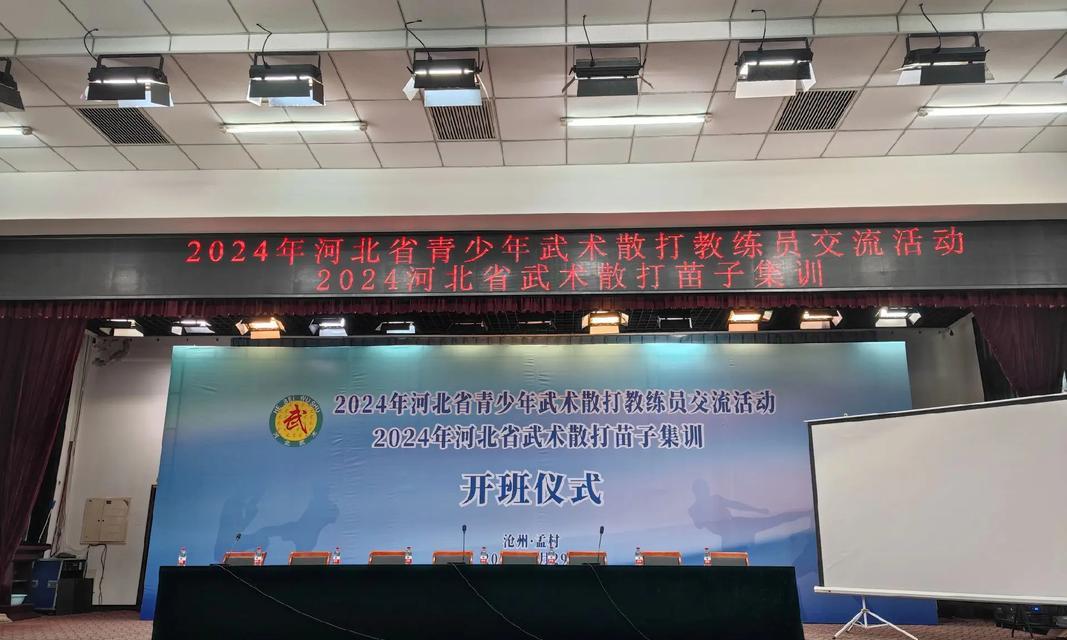 2024年河北省青少年武术散打教练员交流活动
2024河北省武术散打苗子集训
2024年河北省青少年武术散打教练员交流活动
2024年河北省武术散打苗子集训
武
开班仪式
沧州·孟村